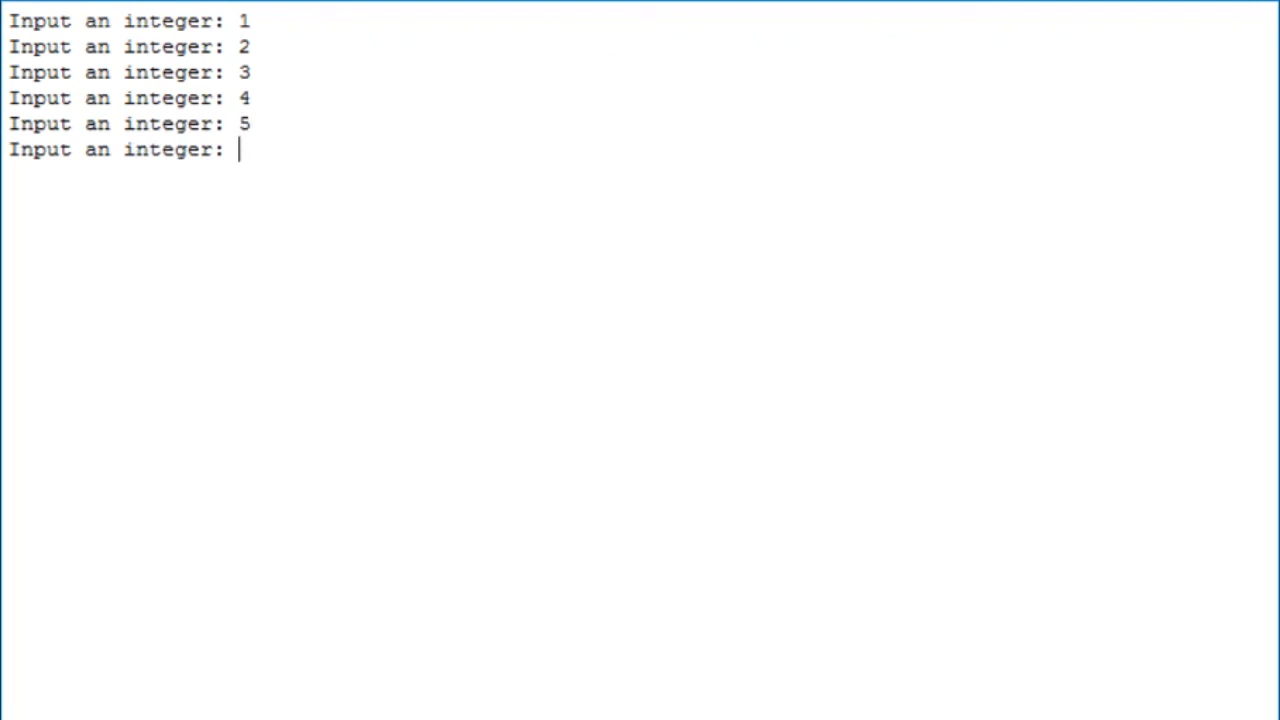 Input an integer: 1
Input an integer: 2
Input an integer: 3
Input an integer: 4
Input an integer: 5
Input an integer: